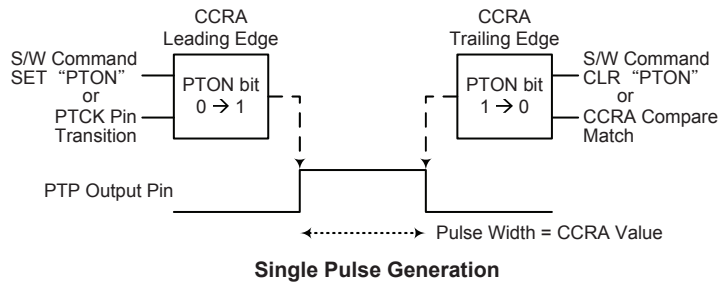 CCRA
Leading Edge
S/W Command
SET “PTON”
or
PTCK Pin
Transition
PTON bit
0 → 1
CCRA
Trailing Edge
PTON bit
1 → 0
S/W Command
CLR “PTON”
or
CCRA Compare
Match
PTP Output Pin
Pulse Width = CCRA Value
Single Pulse Generation